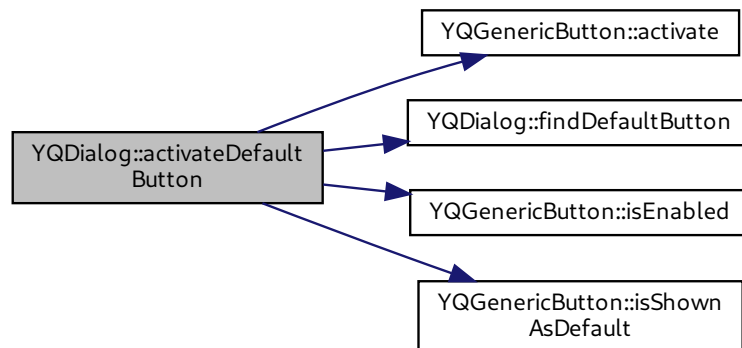 YQGenericButton::activate
YQDialog::findDefaultButton
YQDialog::activateDefault
Button
YQGenericButton::isEnabled
YQGenericButton::isShown
AsDefault